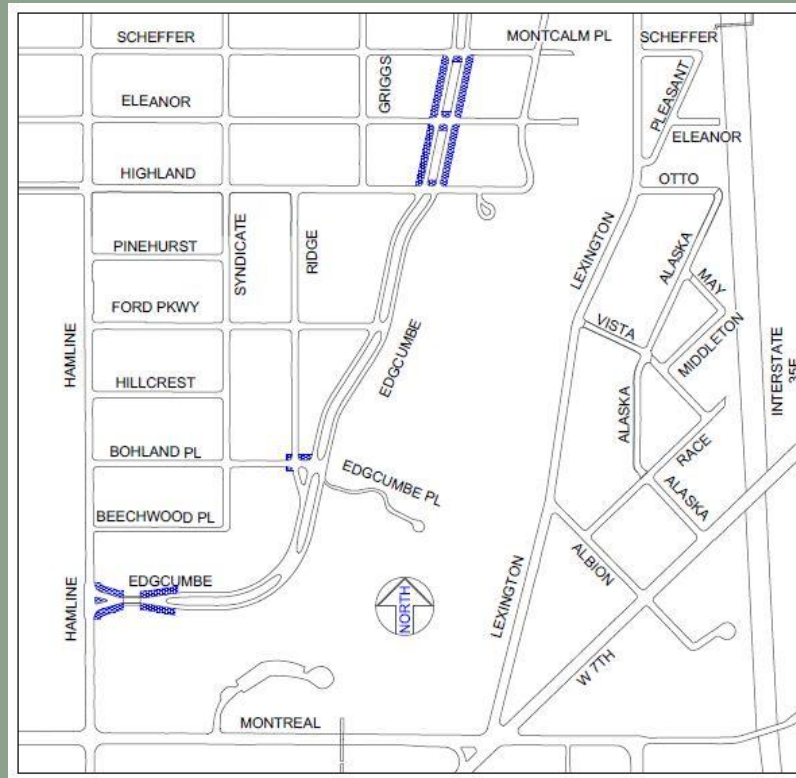 SCHEFFER
MONTCALM PL
SCHEFFER
GRIGGS
PLEASANT
ELEANOR
ELEANOR
HIGHLAND
OTTO
SYNDICATE
RIDGE
LEXINGTON
ALASKA
PINEHURST
MAY
FORD PKWY
VISTA
MIDDLETON
HAMLINE
EDGCUMBE
INTERSTATE
35E
HILLCREST
ALASKA
BOHLAND PL
EDGCUMBE PL
RACE
ALASKA
BEECHWOOD PL
ALBION
EDGCUMBE
HAMLINE
NORTH
LEXINGTON
W 7TH
MONTREAL